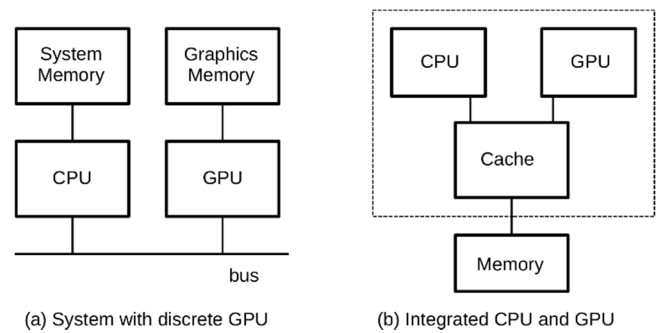 System
Memory
Graphics
Memory
CPU
GPU
bus
(a) System with discrete GPU
CPU
GPU
Cache
Memory
(b) Integrated CPU and GPU